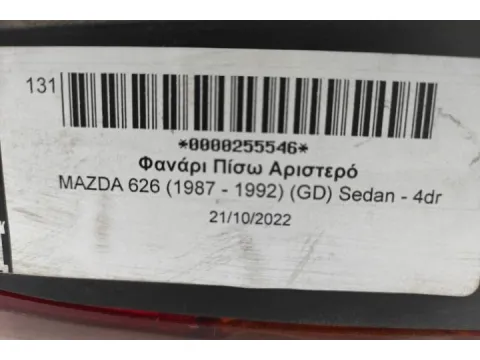 131
*0000255546*
Φανάρι Πίσω Αριστερό
MAZDA 626 (1987 - 1992) (GD) Sedan - 4dr
21/10/2022